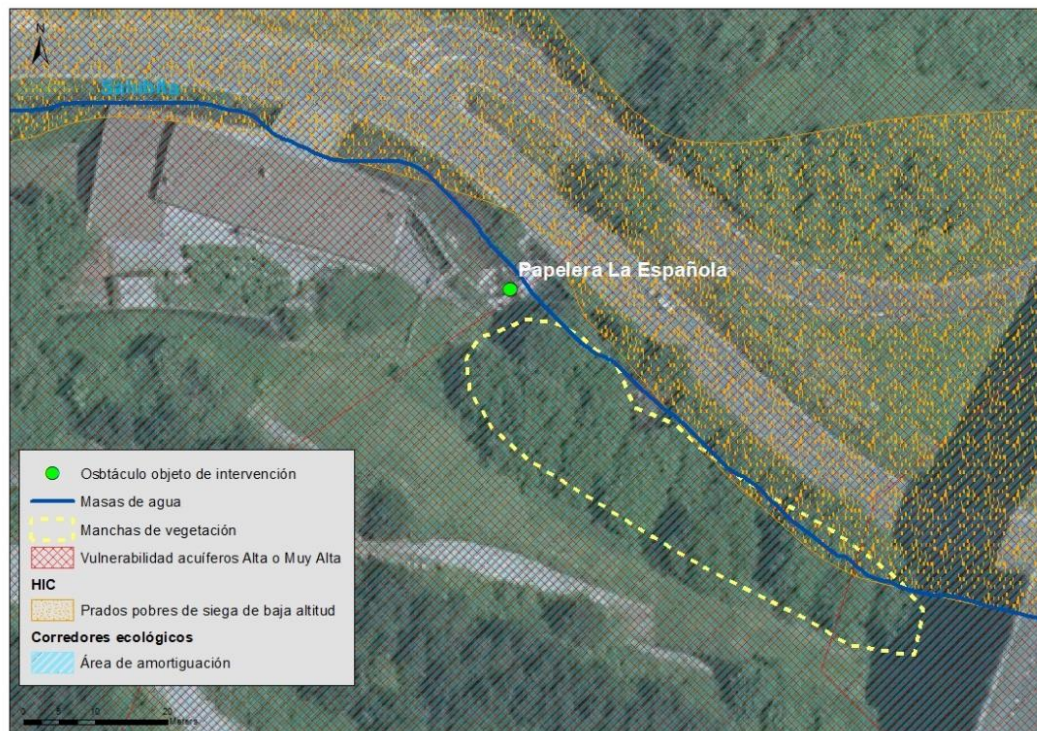 N
Papelera La Española
Osbtáculo objeto de intervención
Masas de agua
Manchas de vegetación
Vulnerabilidad acuíferos Alta o Muy Alta
HIC
Prados pobres de siega de baja altitud
Corredores ecológicos
Área de amortiguación
0 5 10 20
Meters